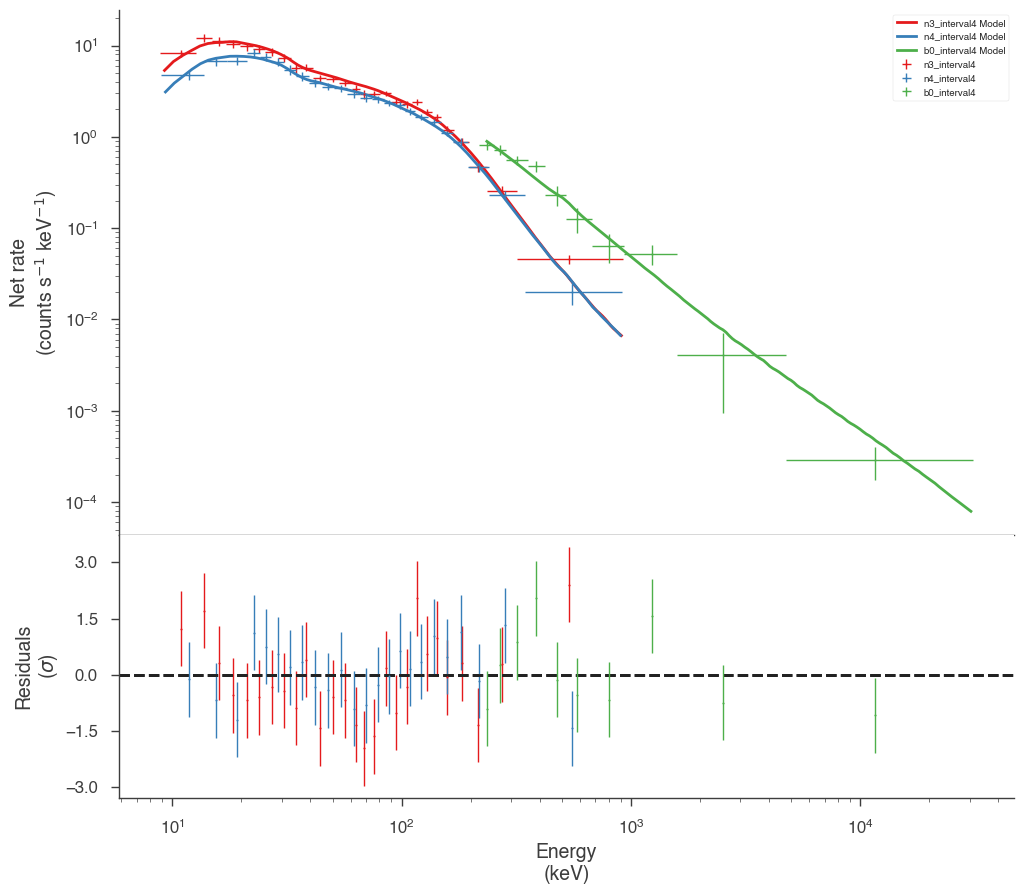 n3_interval4 Model
n4_interval4 Model
b0_interval4 Model
n3_interval4
n4_interval4
b0_interval4
10¹
10⁰
10⁻¹
10⁻²
10⁻³
10⁻⁴
Net rate
(counts s⁻¹ keV⁻¹)
3.0
1.5
0.0
−1.5
−3.0
Residuals
(σ)
10¹ 10² 10³ 10⁴
Energy
(keV)